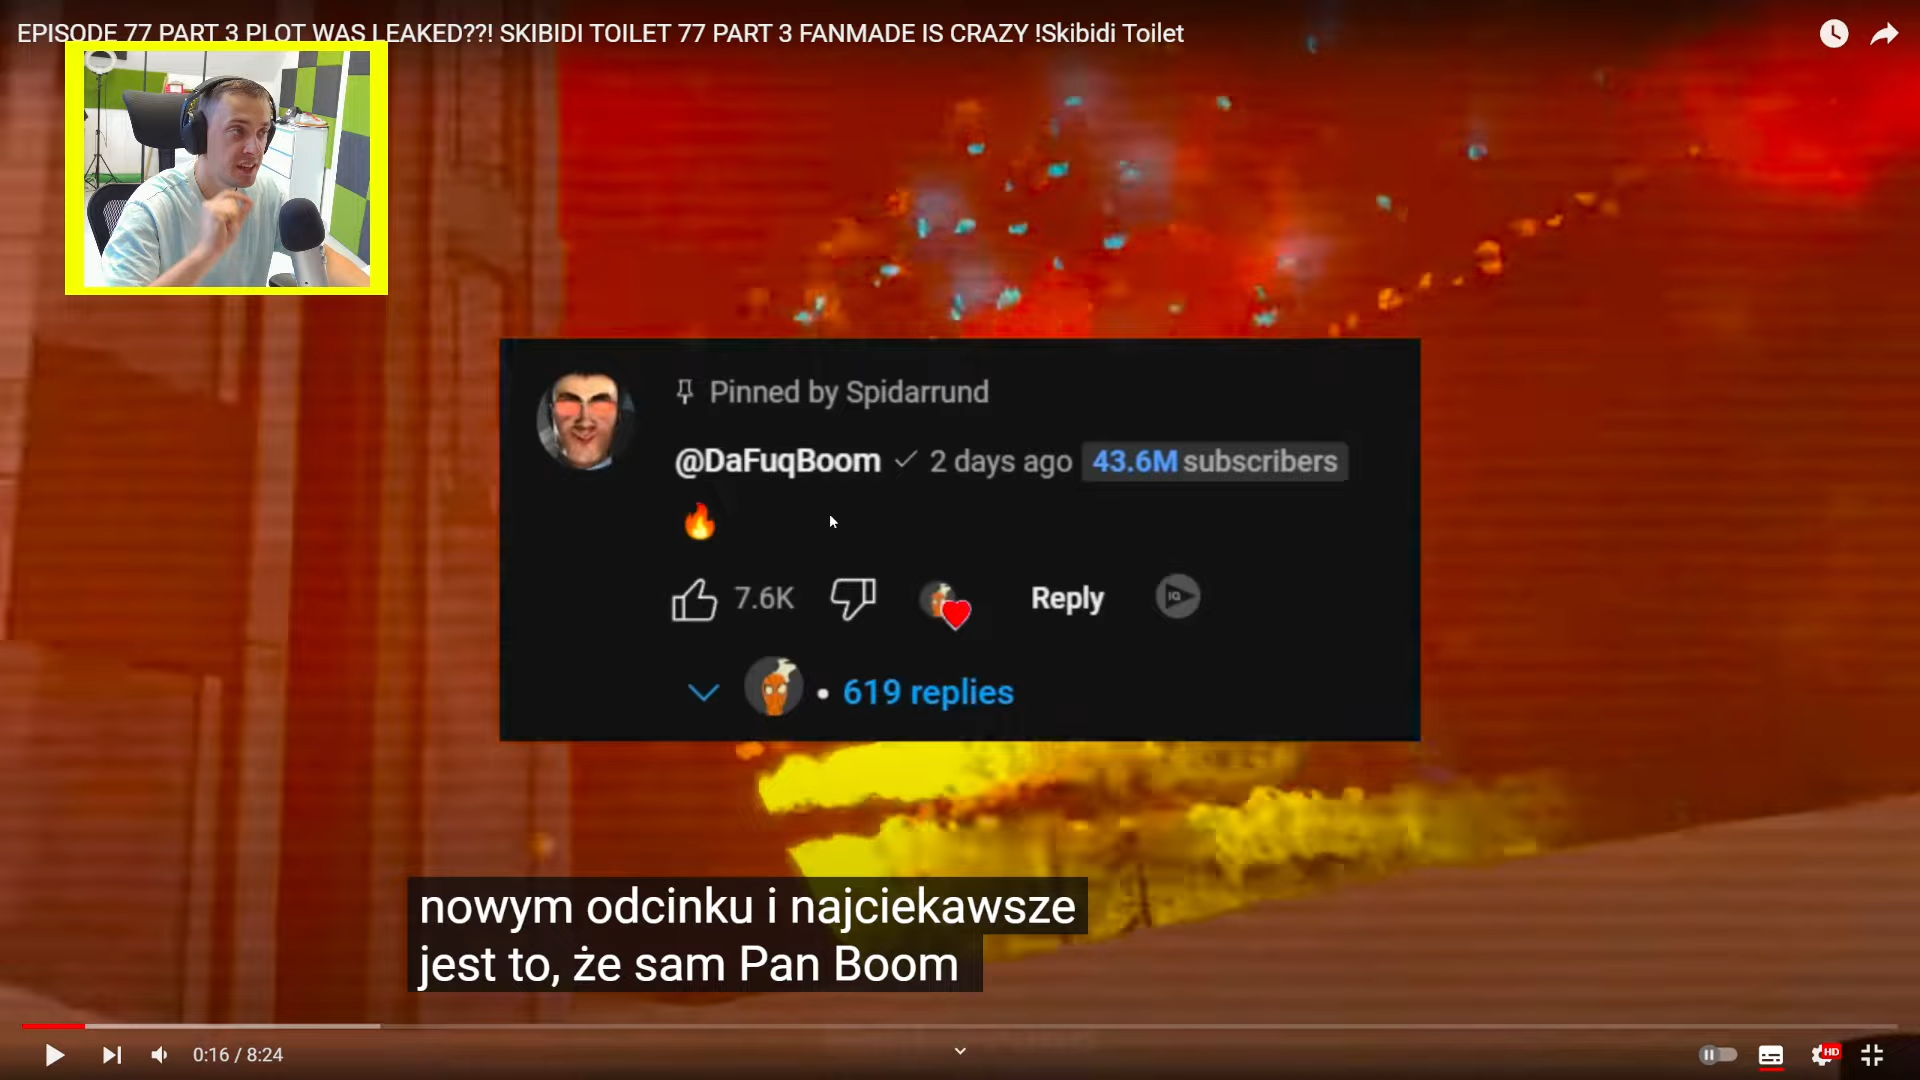 EPISODE 77 PART 3 PLOT WAS LEAKED??! SKIBIDI TOILET 77 PART 3 FANMADE IS CRAZY !Skibidi Toilet
Pinned by Spidarrund
@DaFuqBoom 2 days ago 43.6M subscribers
🔥
7.6K Reply IQ
• 619 replies
nowym odcinku i najciekawsze
jest to, że sam Pan Boom
0:16 / 8:24 HD